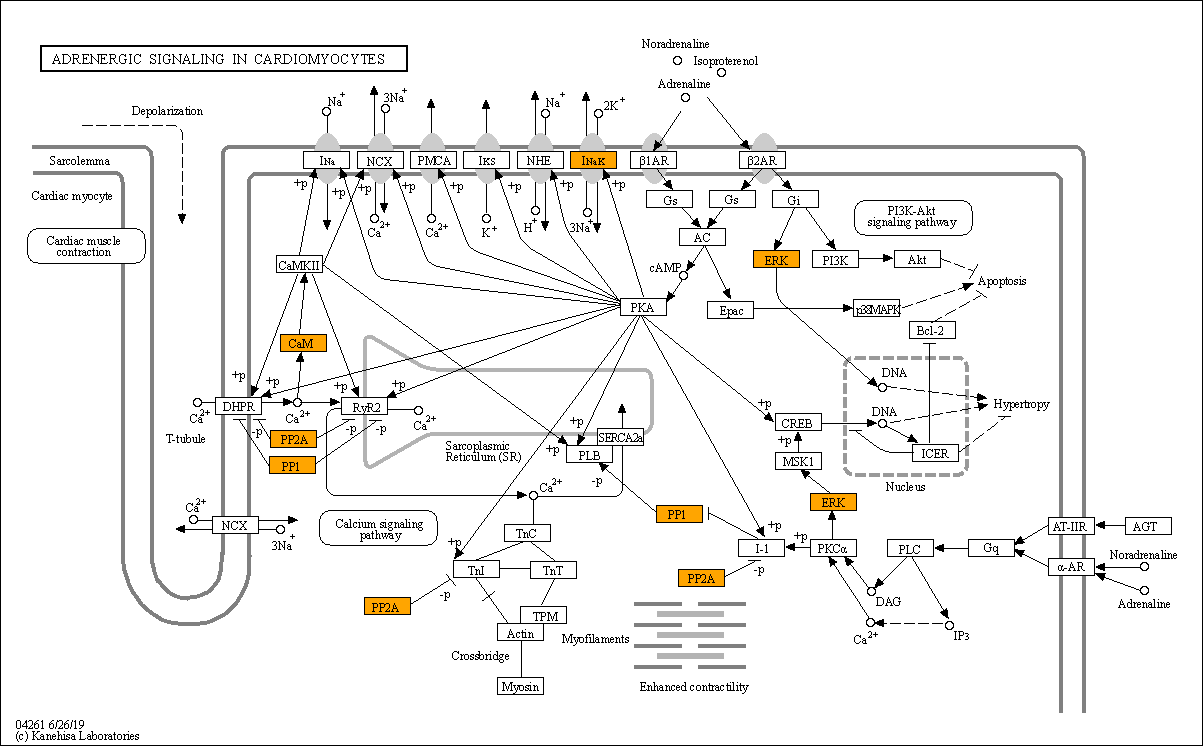 ADRENERGIC SIGNALING IN CARDIOMYOCYTES
Noradrenaline
Isoproterenol
Adrenaline
Depolarization
Na+
3Na+
Na+
2K+
Sarcolemma
INa
NCX
PMCA
IKS
NHE
INaK
β1AR
β2AR
+p
+p
+p
+p
+p
+p
+p
Cardiac myocyte
Gs
Gs
Gi
Ca2+
Ca2+
K+
H+
3Na+
PI3K-Akt
signaling pathway
Cardiac muscle
contraction
AC
CaMKII
cAMP
ERK
PI3K
Akt
Apoptosis
PKA
Epac
p38MAPK
Bcl-2
CaM
+p
+p
+p
+p
DNA
Ca2+
DHPR
Ca2+
RyR2
Ca2+
+p
DNA
Hypertropy
CREB
T-tubule
-p
PP2A
-p
-p
PP1
Sarcoplasmic
Reticulum (SR)
+p
+p
SERCA2a
PLB
-p
+p
MSK1
ICER
Nucleus
Ca2+
Ca2+
NCX
3Na+
Calcium signaling
pathway
PP1
ERK
TnC
+p
+p
+p
I-1
PKCα
PLC
Gq
AT-IIR
AGT
-p
α-AR
Noradrenaline
TnI
TnT
-p
PP2A
PP2A
DAG
Adrenaline
TPM
Actin
Myofilaments
Ca2+
IP3
Crossbridge
Myosin
Enhanced contractility
04261 6/26/19
(c) Kanehisa Laboratories